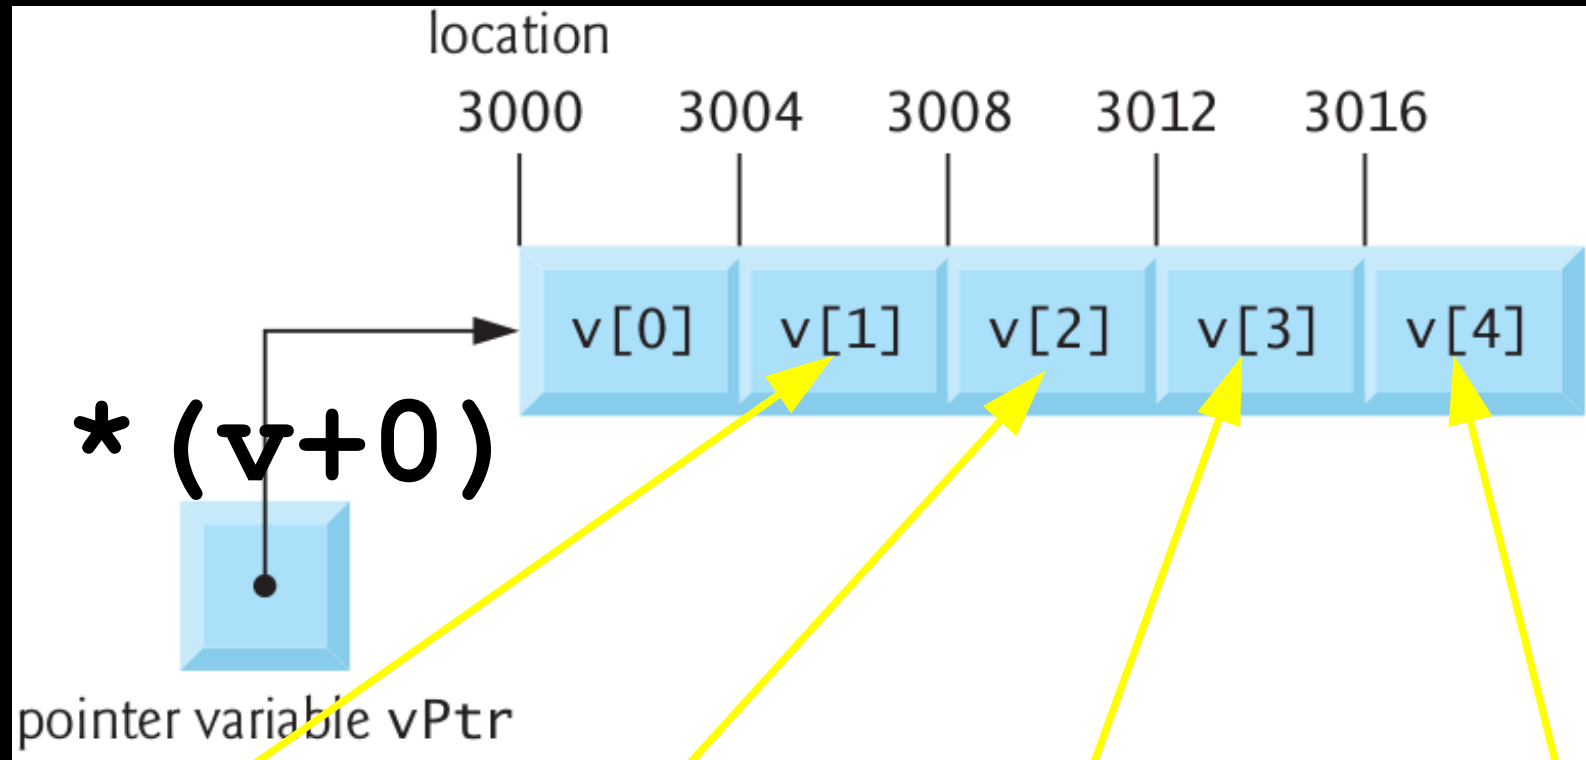 location
3000 3004 3008 3012 3016
v[0] v[1] v[2] v[3] v[4]
*(v+0)
pointer variable vPtr